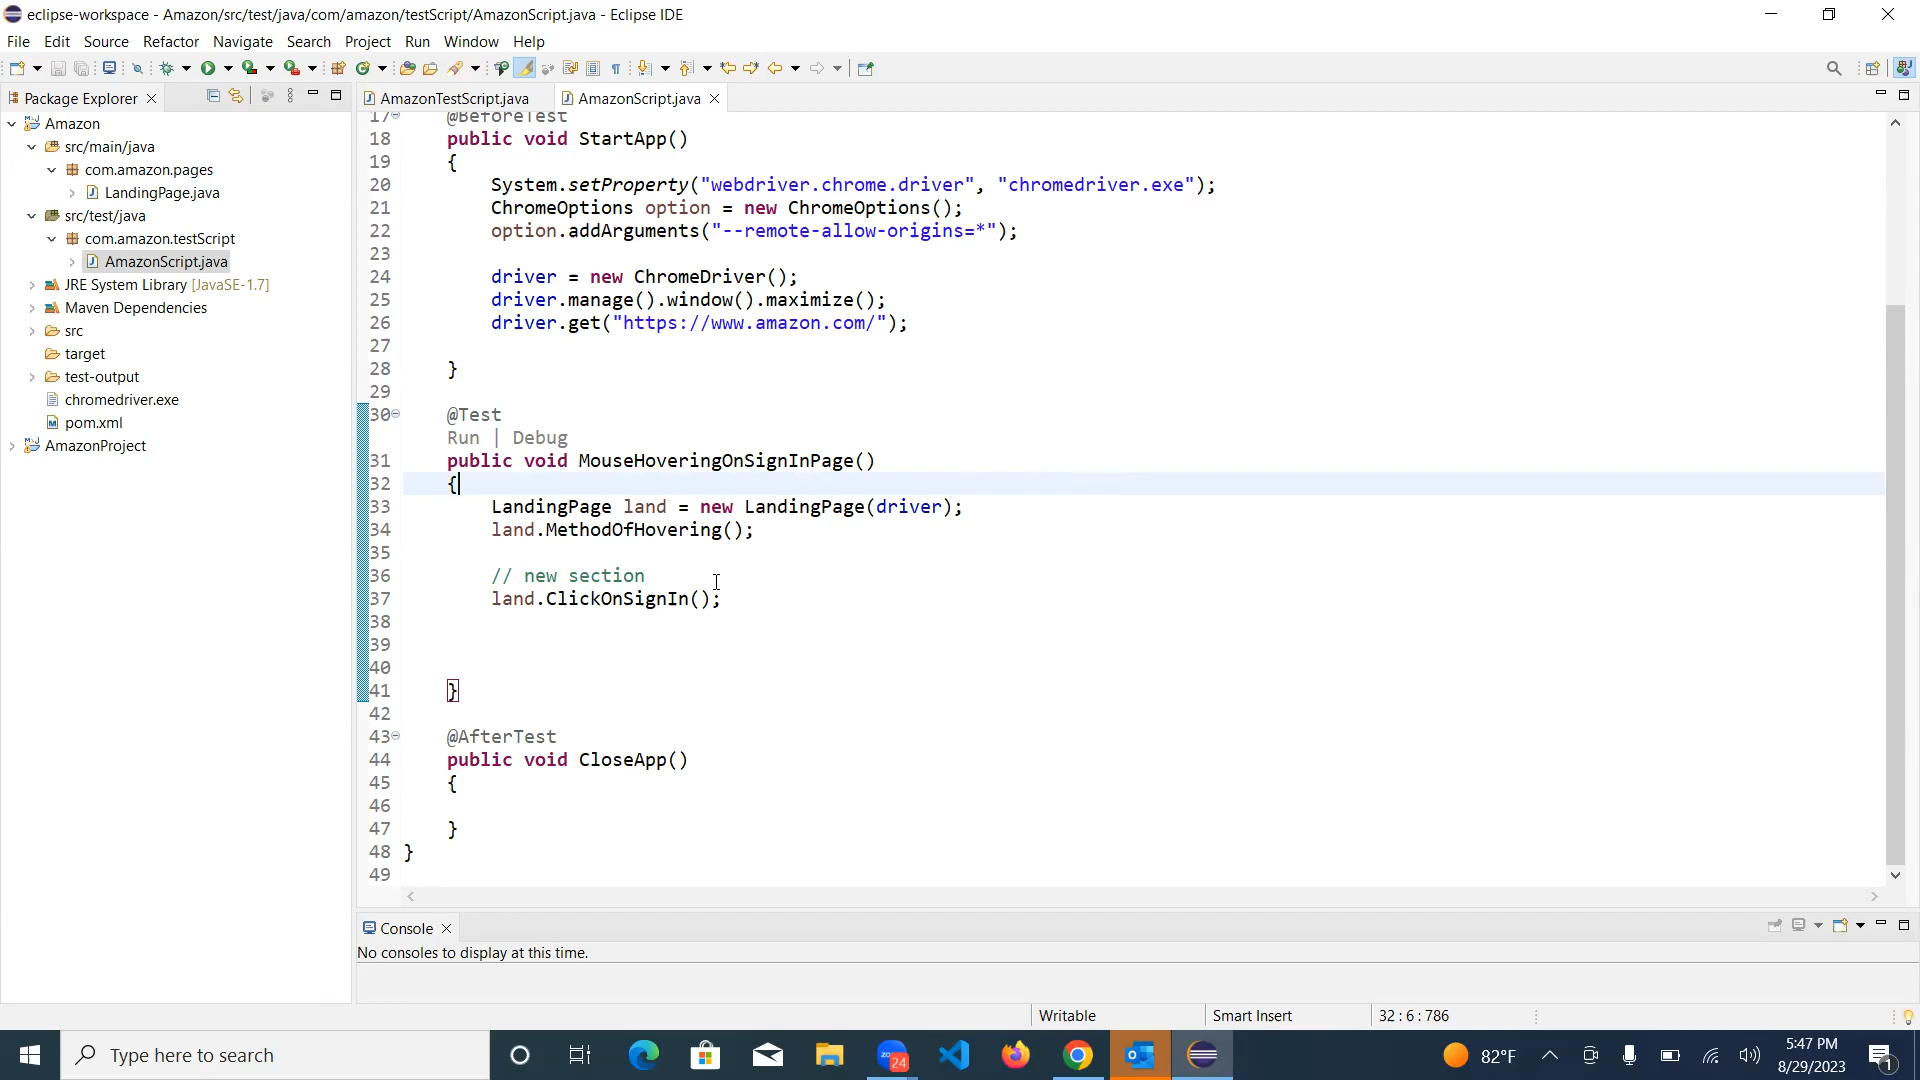 eclipse-workspace - Amazon/src/test/java/com/amazon/testScript/AmazonScript.java - Eclipse IDE
File Edit Source Refactor Navigate Search Project Run Window Help
Package Explorer
Amazon
src/main/java
com.amazon.pages
LandingPage.java
src/test/java
com.amazon.testScript
AmazonScript.java
JRE System Library [JavaSE-1.7]
Maven Dependencies
src
target
test-output
chromedriver.exe
pom.xml
AmazonProject
AmazonTestScript.java AmazonScript.java
17 @BeforeTest
18 public void StartApp()
19 {
20 System.setProperty("webdriver.chrome.driver", "chromedriver.exe");
21 ChromeOptions option = new ChromeOptions();
22 option.addArguments("--remote-allow-origins=*");
23
24 driver = new ChromeDriver();
25 driver.manage().window().maximize();
26 driver.get("https://www.amazon.com/");
27
28 }
29
30 @Test
Run | Debug
31 public void MouseHoveringOnSignInPage()
32 {
33 LandingPage land = new LandingPage(driver);
34 land.MethodOfHovering();
35
36 // new section
37 land.ClickOnSignIn();
38
39
40
41 }
42
43 @AfterTest
44 public void CloseApp()
45 {
46
47 }
48 }
49
Console
No consoles to display at this time.
Writable Smart Insert 32 : 6 : 786
Type here to search
24
82°F
5:47 PM
8/29/2023
1